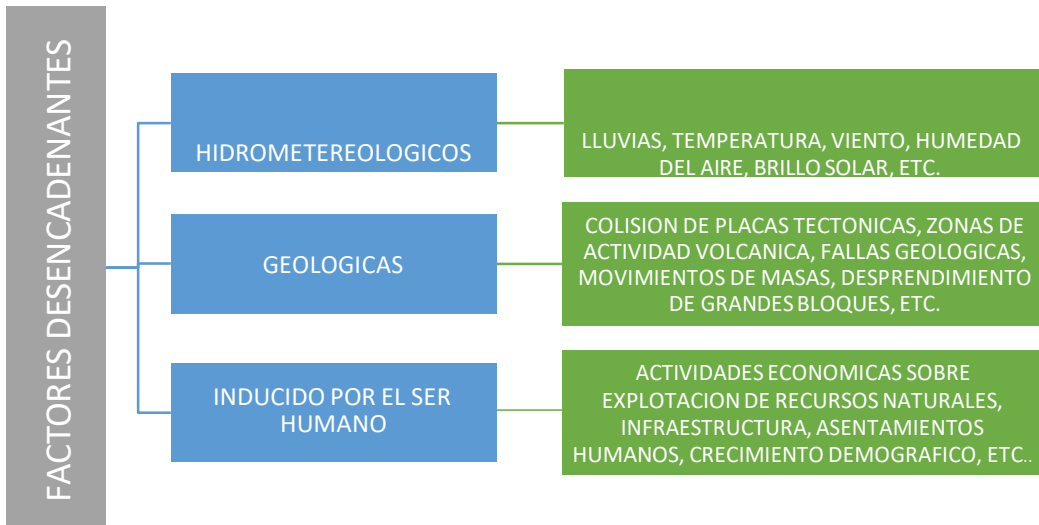 FACTORES DESENCADENANTES
HIDROMETEREOLOGICOS
LLUVIAS, TEMPERATURA, VIENTO, HUMEDAD
DEL AIRE, BRILLO SOLAR, ETC.
GEOLOGICAS
COLISION DE PLACAS TECTONICAS, ZONAS DE
ACTIVIDAD VOLCANICA, FALLAS GEOLOGICAS,
MOVIMIENTOS DE MASAS, DESPRENDIMIENTO
DE GRANDES BLOQUES, ETC.
INDUCIDO POR EL SER
HUMANO
ACTIVIDADES ECONOMICAS SOBRE
EXPLOTACION DE RECURSOS NATURALES,
INFRAESTRUCTURA, ASENTAMIENTOS
HUMANOS, CRECIMIENTO DEMOGRAFICO, ETC..